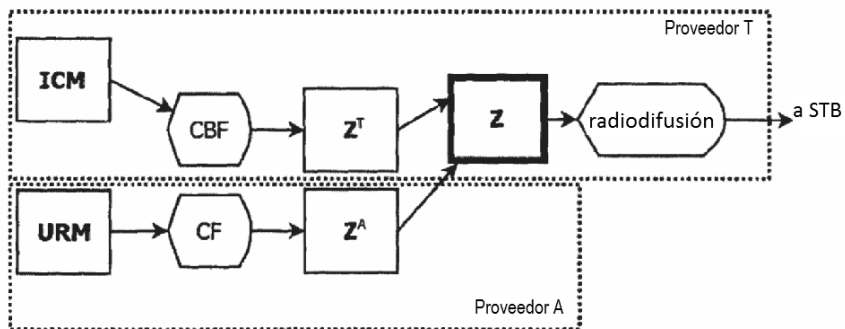 Proveedor T
ICM
CBF
Z^T
Z
radiodifusión
a STB
URM
CF
Z^A
Proveedor A